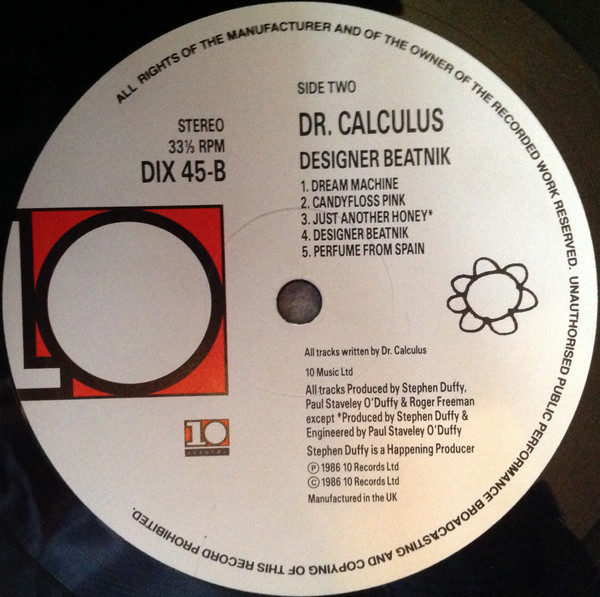 ALL RIGHTS OF THE MANUFACTURER AND OF THE OWNER OF THE RECORDED WORK RESERVED. UNAUTHORISED PUBLIC PERFORMANCE BROADCASTING AND COPYING OF THIS RECORD PROHIBITED.
SIDE TWO
STEREO
33⅓ RPM
DIX 45-B
DR. CALCULUS
DESIGNER BEATNIK
1. DREAM MACHINE
2. CANDYFLOSS PINK
3. JUST ANOTHER HONEY*
4. DESIGNER BEATNIK
5. PERFUME FROM SPAIN
10
All tracks written by Dr. Calculus
10 Music Ltd
All tracks Produced by Stephen Duffy,
Paul Staveley O'Duffy & Roger Freeman
except *Produced by Stephen Duffy &
Engineered by Paul Staveley O'Duffy
Stephen Duffy is a Happening Producer
℗ 1986 10 Records Ltd
© 1986 10 Records Ltd
Manufactured in the UK
10
records